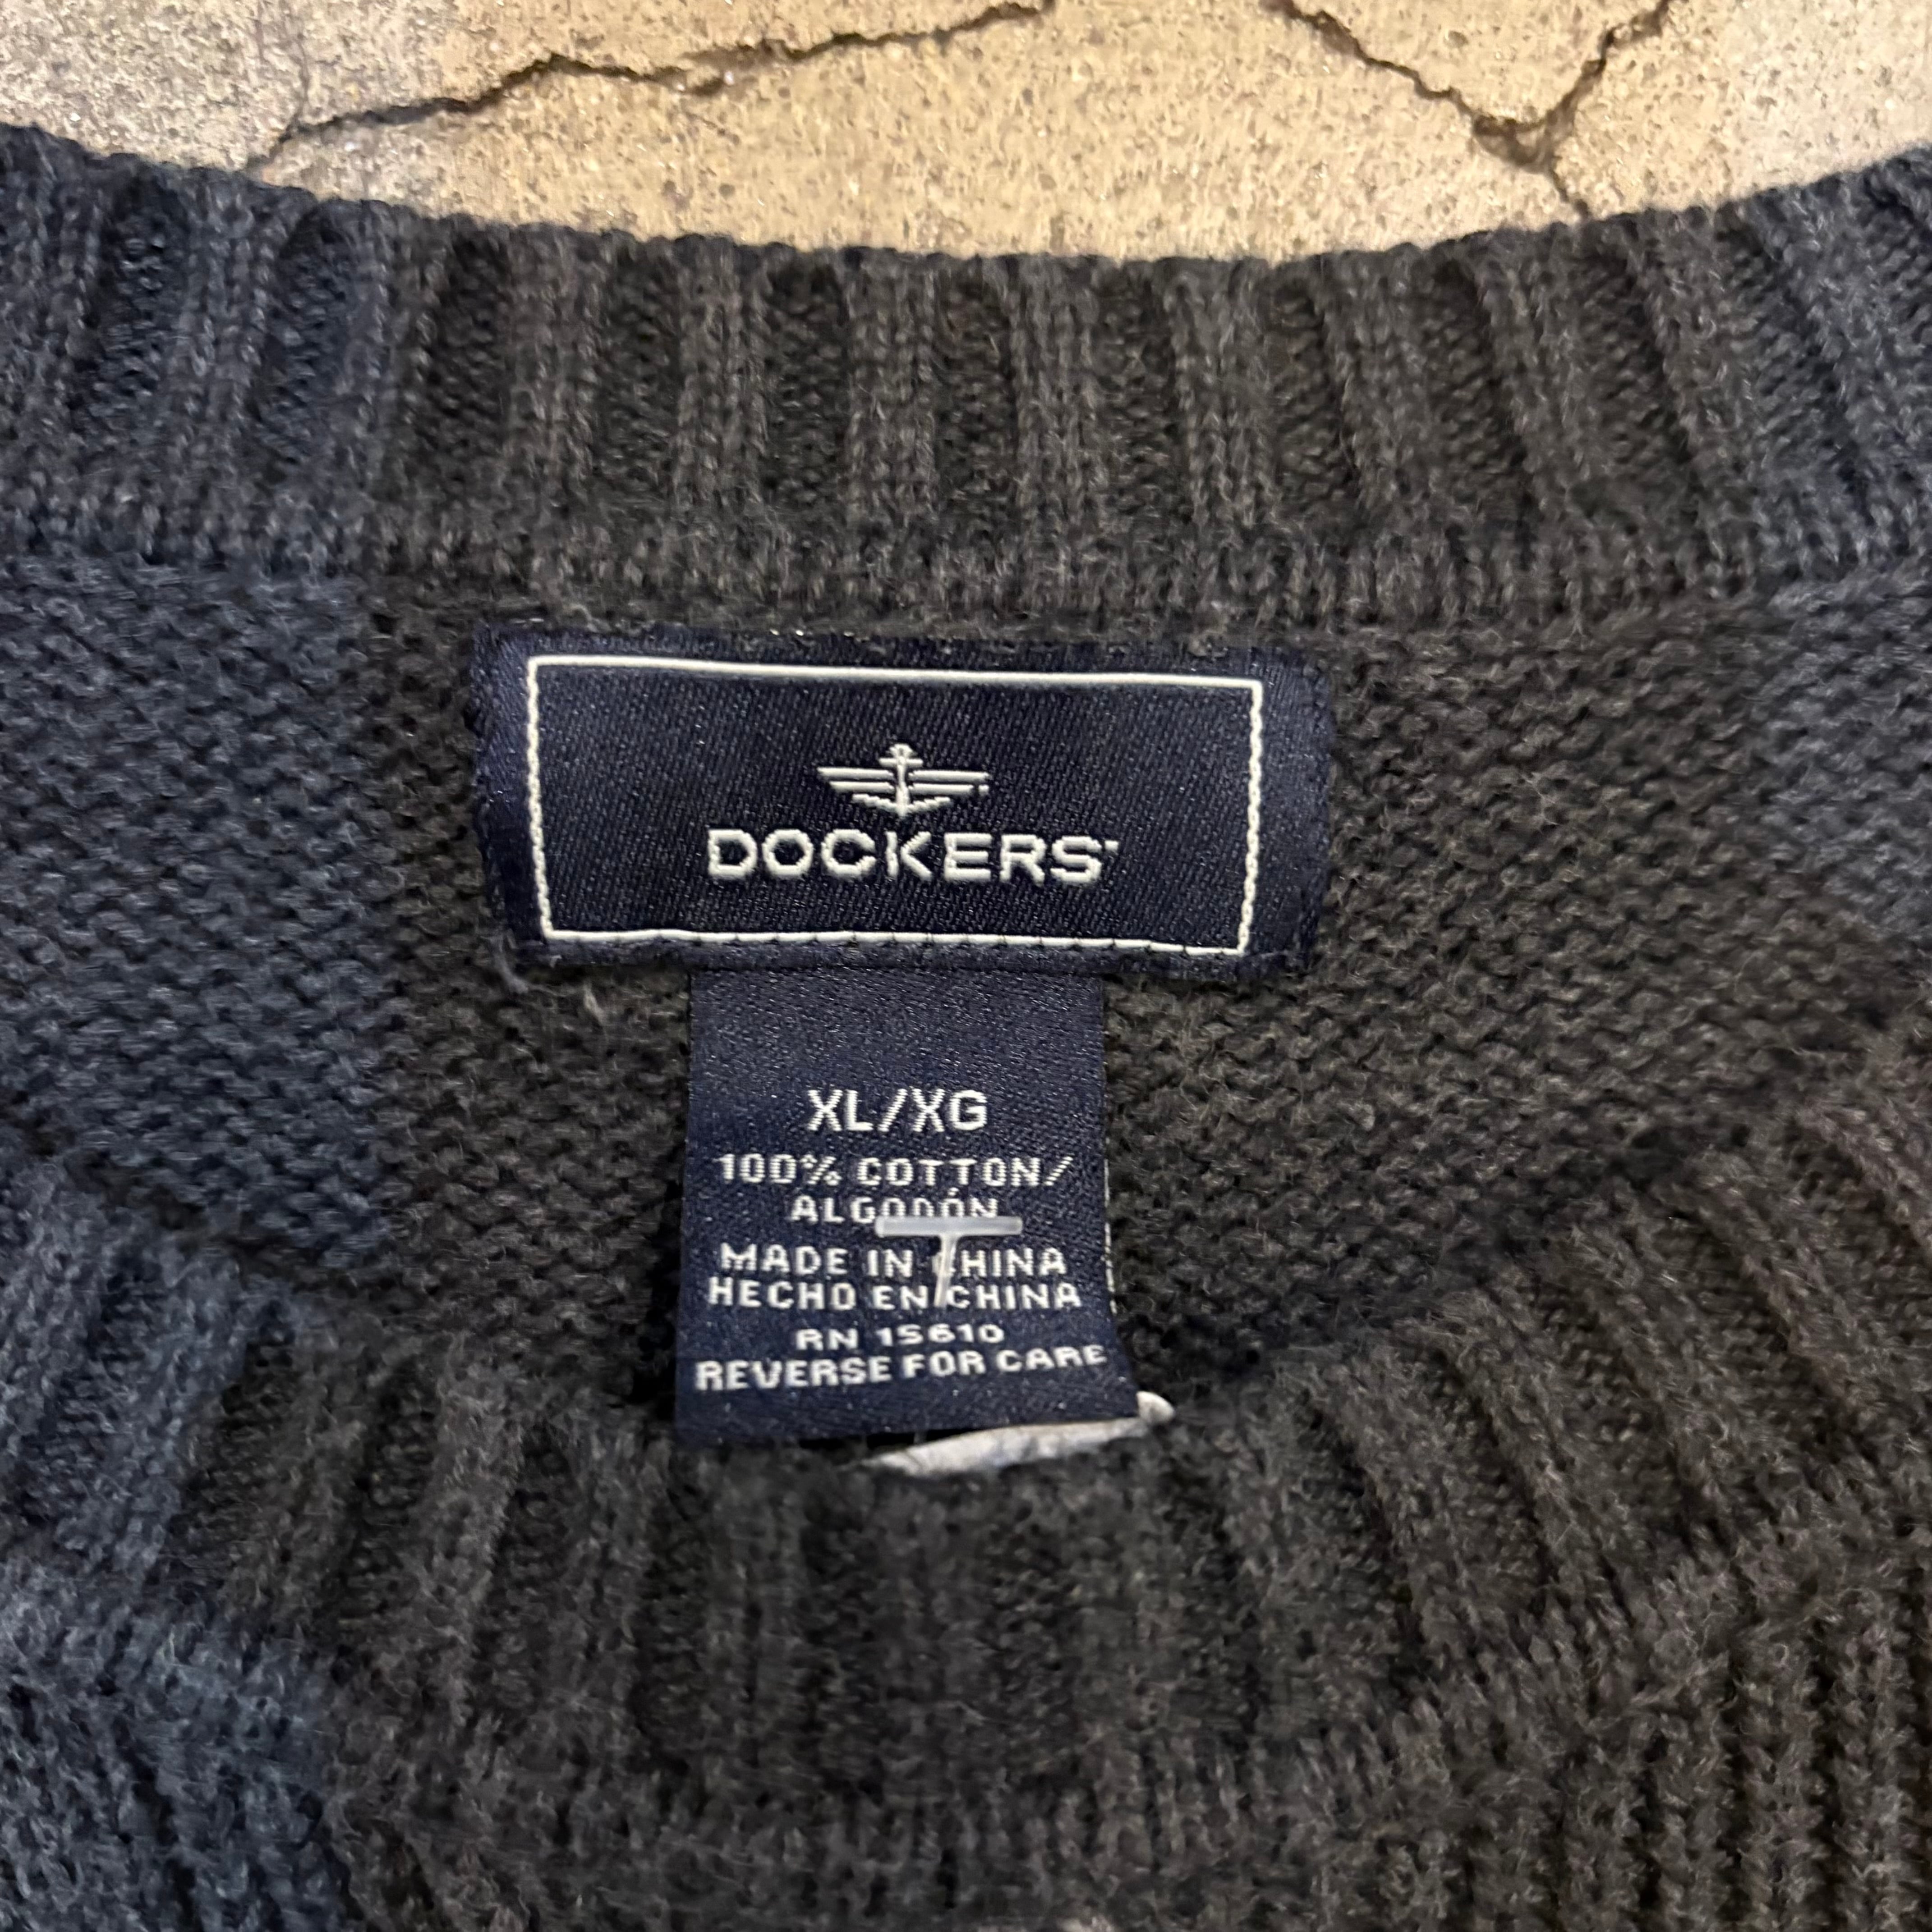 DOCKERS
XL/XG
100% COTTON/
ALGODÓN
MADE IN CHINA
HECHO EN CHINA
RN 15610
REVERSE FOR CARE